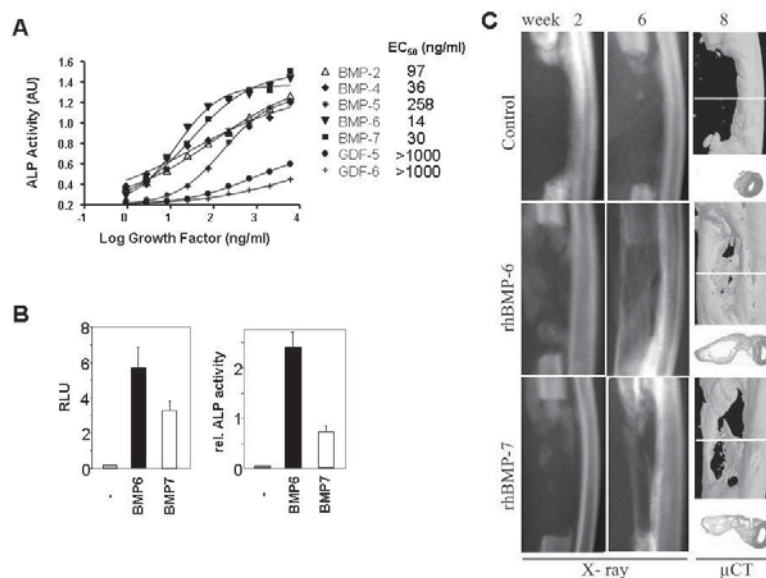 A
EC50 (ng/ml)
BMP-2 97
BMP-4 36
BMP-5 258
BMP-6 14
BMP-7 30
GDF-5 >1000
GDF-6 >1000
ALP Activity (AU)
1.6
1.4
1.2
1.0
0.8
0.6
0.4
0.2
-1 0 1 2 3 4
Log Growth Factor (ng/ml)
B
RLU
8
6
4
2
0
- BMP6 BMP7
rel. ALP activity
2
1
0
- BMP6 BMP7
C
week 2 6 8
Control
rhBMP-6
rhBMP-7
X- ray µCT